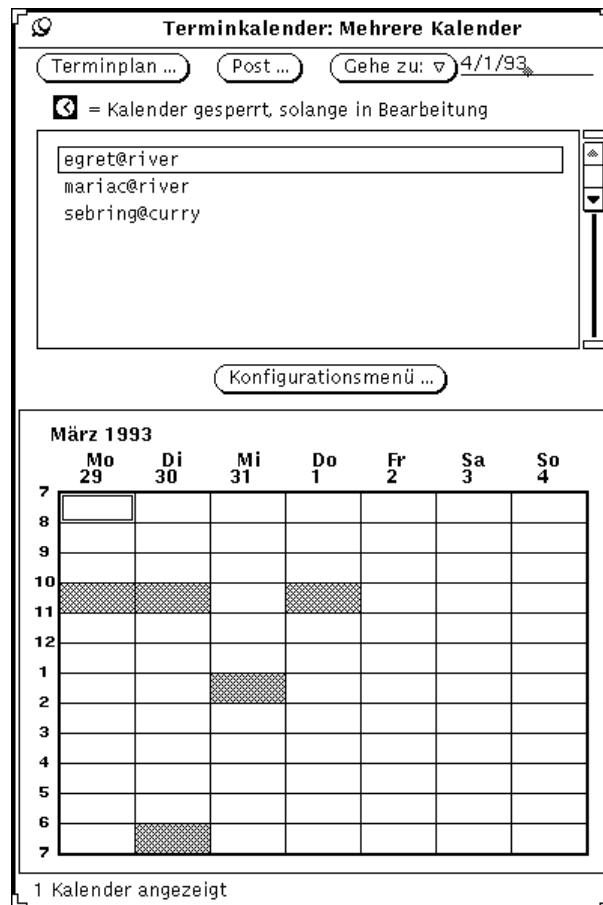 Terminkalender: Mehrere Kalender
Terminplan ... Post ... Gehe zu: 4/1/93
= Kalender gesperrt, solange in Bearbeitung
egret@river
mariac@river
sebring@curry
Konfigurationsmenü ...
März 1993
Mo Di Mi Do Fr Sa So
29 30 31 1 2 3 4
7
8
9
10
11
12
1
2
3
4
5
6
7
1 Kalender angezeigt